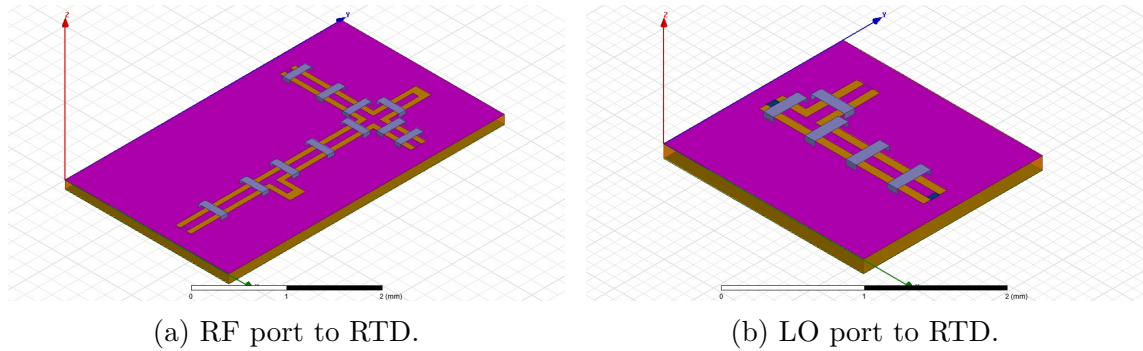 Z
Y
0
1
2 (mm)
Z
Y
0
1
2 (mm)
(a) RF port to RTD.
(b) LO port to RTD.